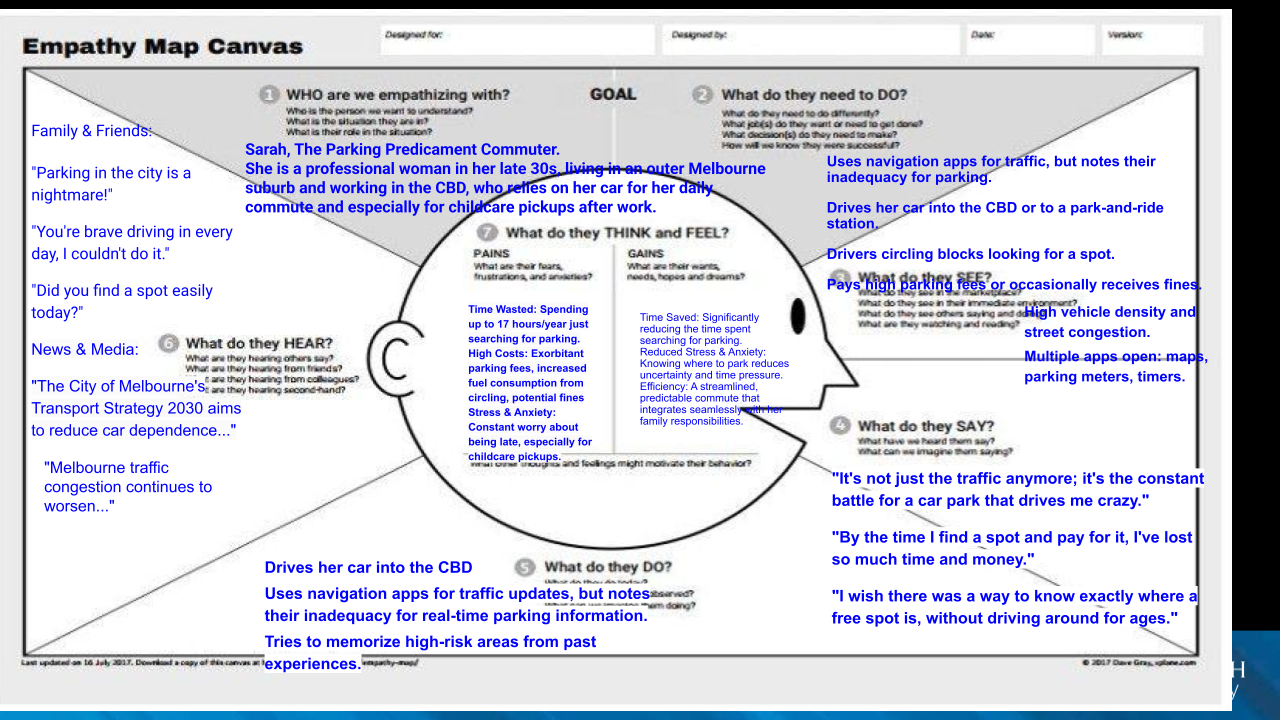 Empathy Map Canvas
Designed for:
Designed by:
Date:
Version:
1 WHO are we empathizing with?
Who is the person we want to understand?
What is the situation they are in?
What is their role in the situation?
GOAL
2 What do they need to DO?
What do they need to do differently?
What job(s) do they want or need to get done?
What decision(s) do they need to make?
How will we know they were successful?
Sarah, The Parking Predicament Commuter.
She is a professional woman in her late 30s, living in an outer Melbourne
suburb and working in the CBD, who relies on her car for her daily
commute and especially for childcare pickups after work.
Uses navigation apps for traffic, but notes their
inadequacy for parking.
Drives her car into the CBD or to a park-and-ride
station.
Drivers circling blocks looking for a spot.
Pays high parking fees or occasionally receives fines.
3 What do they SEE?
What do they see in the marketplace?
What do they see in their immediate environment?
What do they see others saying and doing?
What are they watching and reading?
High vehicle density and
street congestion.
Multiple apps open: maps,
parking meters, timers.
4 What do they SAY?
What have we heard them say?
What can we imagine them saying?
"It's not just the traffic anymore; it's the constant
battle for a car park that drives me crazy."
"By the time I find a spot and pay for it, I've lost
so much time and money."
"I wish there was a way to know exactly where a
free spot is, without driving around for ages."
5 What do they DO?
What do they do today?
observed?
them doing?
Drives her car into the CBD
Uses navigation apps for traffic updates, but notes
their inadequacy for real-time parking information.
Tries to memorize high-risk areas from past
experiences.
Family & Friends:
"Parking in the city is a
nightmare!"
"You're brave driving in every
day, I couldn't do it."
"Did you find a spot easily
today?"
News & Media:
"The City of Melbourne's
Transport Strategy 2030 aims
to reduce car dependence..."
"Melbourne traffic
congestion continues to
worsen..."
6 What do they HEAR?
What are they hearing others say?
What are they hearing from friends?
are they hearing from colleagues?
are they hearing second-hand?
7 What do they THINK and FEEL?
PAINS
What are their fears,
frustrations, and anxieties?
Time Wasted: Spending
up to 17 hours/year just
searching for parking.
High Costs: Exorbitant
parking fees, increased
fuel consumption from
circling, potential fines
Stress & Anxiety:
Constant worry about
being late, especially for
childcare pickups.
GAINS
What are their wants,
needs, hopes and dreams?
Time Saved: Significantly
reducing the time spent
searching for parking.
Reduced Stress & Anxiety:
Knowing where to park reduces
uncertainty and time pressure.
Efficiency: A streamlined,
predictable commute that
integrates seamlessly with her
family responsibilities.
What other thoughts and feelings might motivate their behavior?
Last updated on 16 July 2017. Download a copy of this canvas at
empathy-map/
© 2017 Dave Gray, xplane.com
H